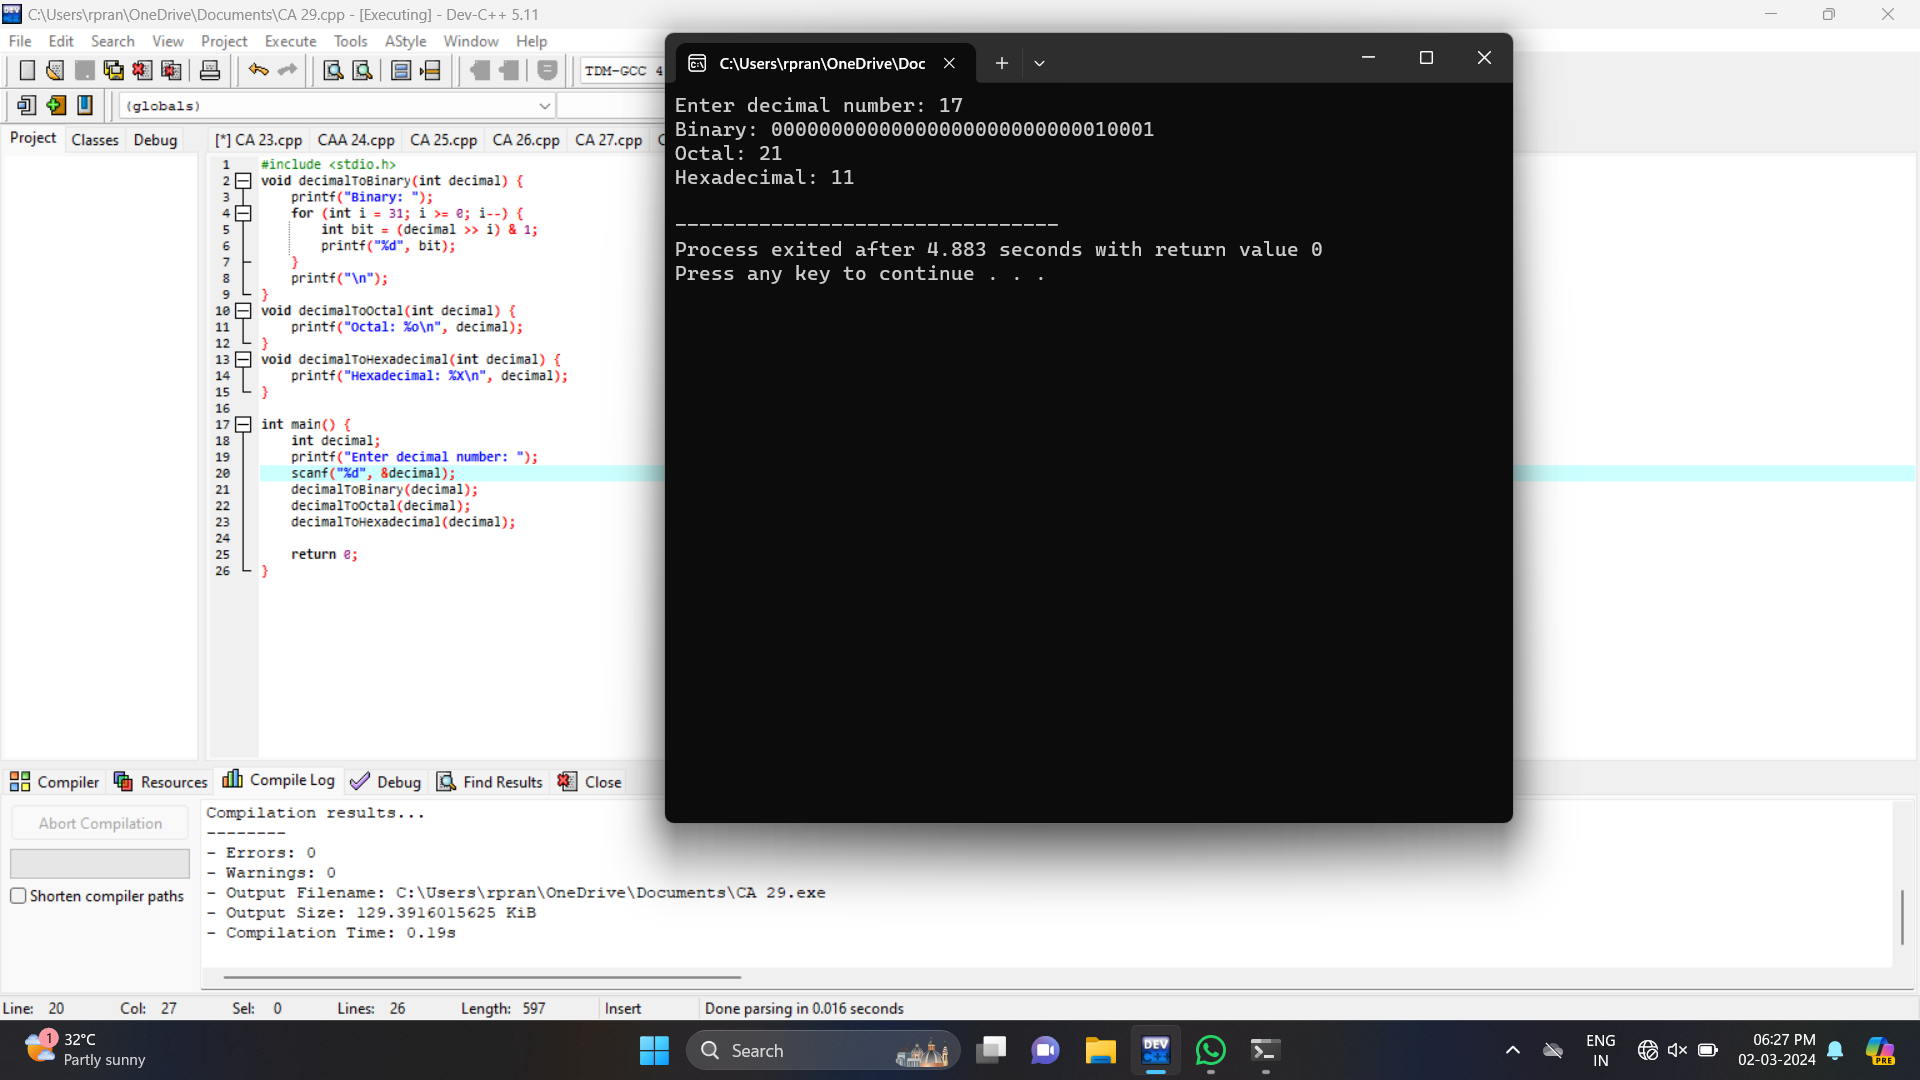 C:\Users\rpran\OneDrive\Documents\CA 29.cpp - [Executing] - Dev-C++ 5.11
File Edit Search View Project Execute Tools AStyle Window Help
TDM-GCC 4
(globals)
Project Classes Debug
[*] CA 23.cpp CAA 24.cpp CA 25.cpp CA 26.cpp CA 27.cpp
1 #include <stdio.h>
2 void decimalToBinary(int decimal) {
3 printf("Binary: ");
4 for (int i = 31; i >= 0; i--) {
5 int bit = (decimal >> i) & 1;
6 printf("%d", bit);
7 }
8 printf("\n");
9 }
10 void decimalToOctal(int decimal) {
11 printf("Octal: %o\n", decimal);
12 }
13 void decimalToHexadecimal(int decimal) {
14 printf("Hexadecimal: %X\n", decimal);
15 }
16
17 int main() {
18 int decimal;
19 printf("Enter decimal number: ");
20 scanf("%d", &decimal);
21 decimalToBinary(decimal);
22 decimalToOctal(decimal);
23 decimalToHexadecimal(decimal);
24
25 return 0;
26 }
C:\Users\rpran\OneDrive\Doc
Enter decimal number: 17
Binary: 00000000000000000000000000010001
Octal: 21
Hexadecimal: 11
--------------------------------
Process exited after 4.883 seconds with return value 0
Press any key to continue . . .
Compiler Resources Compile Log Debug Find Results Close
Abort Compilation
Shorten compiler paths
Compilation results...
--------
- Errors: 0
- Warnings: 0
- Output Filename: C:\Users\rpran\OneDrive\Documents\CA 29.exe
- Output Size: 129.3916015625 KiB
- Compilation Time: 0.19s
Line: 20 Col: 27 Sel: 0 Lines: 26 Length: 597 Insert Done parsing in 0.016 seconds
1
32°C
Partly sunny
Search
DEV
C++
ENG
IN
06:27 PM
02-03-2024
PRE